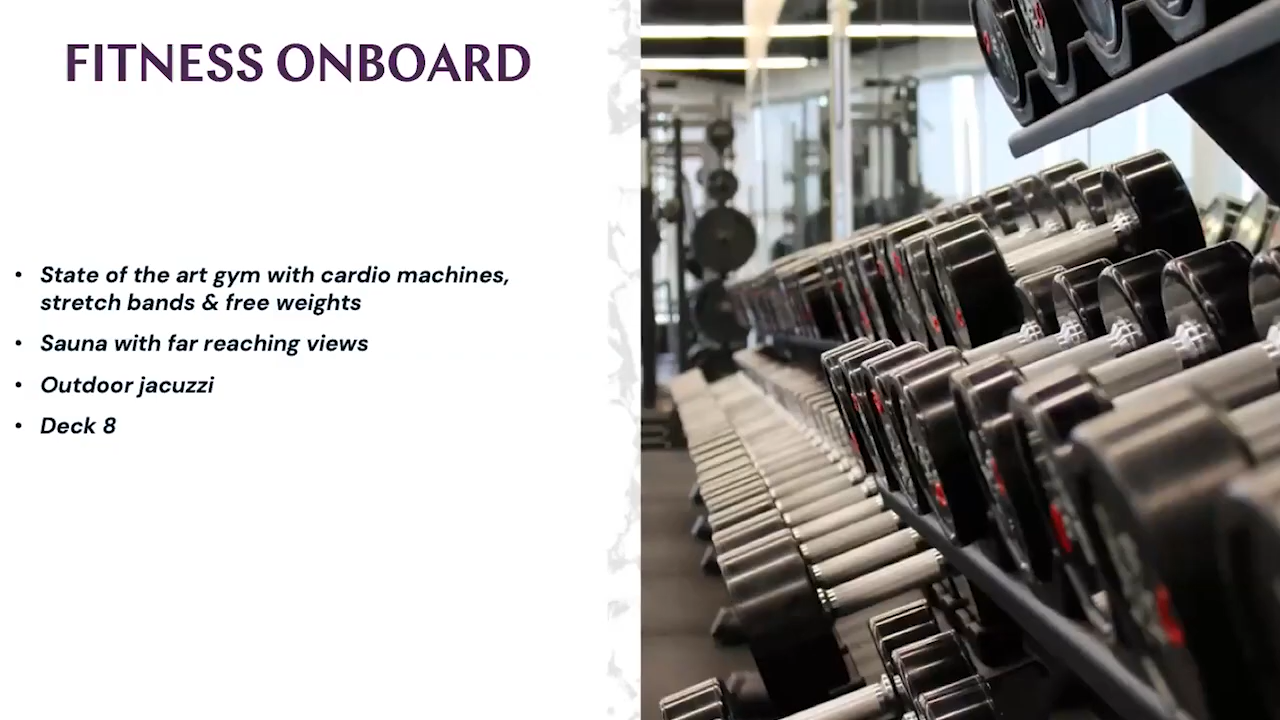 FITNESS ONBOARD
• State of the art gym with cardio machines,
stretch bands & free weights
• Sauna with far reaching views
• Outdoor jacuzzi
• Deck 8